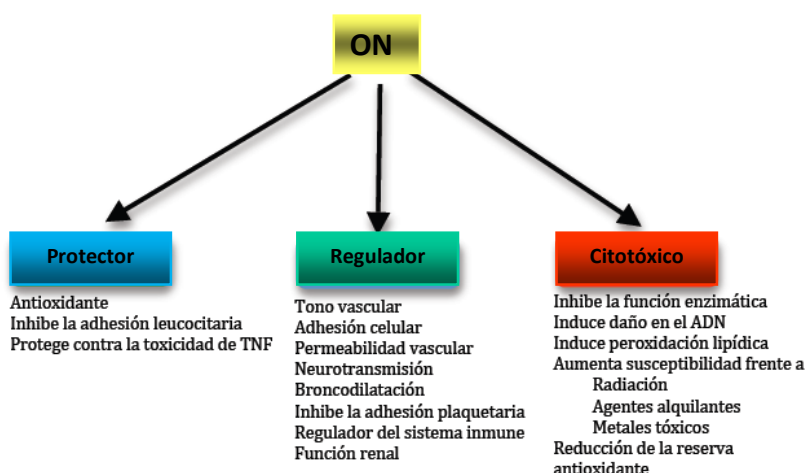 ON
Protector
Antioxidante
Inhibe la adhesión leucocitaria
Protege contra la toxicidad de TNF
Regulador
Tono vascular
Adhesión celular
Permeabilidad vascular
Neurotransmisión
Broncodilatación
Inhibe la adhesión plaquetaria
Regulador del sistema inmune
Función renal
Citotóxico
Inhibe la función enzimática
Induce daño en el ADN
Induce peroxidación lipídica
Aumenta susceptibilidad frente a
Radiación
Agentes alquilantes
Metales tóxicos
Reducción de la reserva
antioxidante